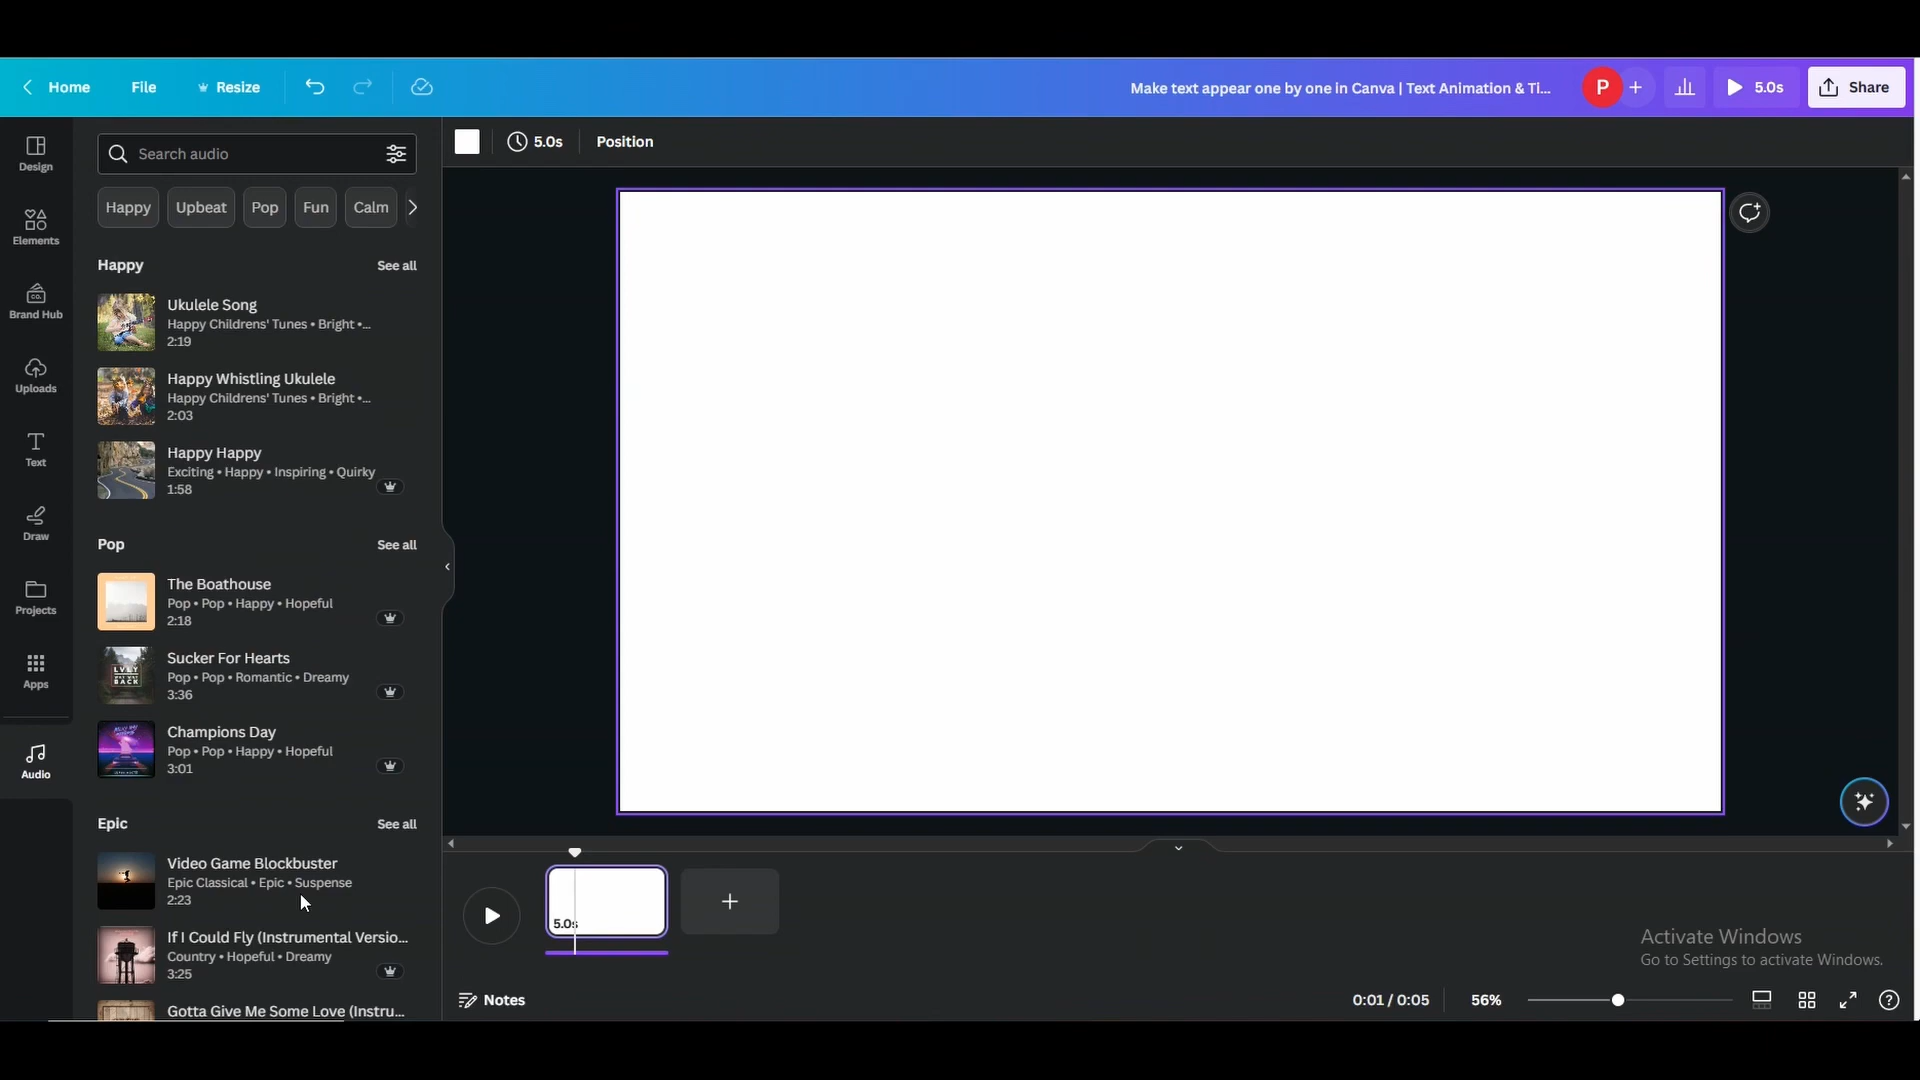 Home File Resize Make text appear one by one in Canva | Text Animation & Ti... P 5.0s Share
Design
Elements
Brand Hub
Uploads
Text
Draw
Projects
Apps
Audio
Search audio
Happy Upbeat Pop Fun Calm
Happy See all
Ukulele Song
Happy Childrens' Tunes • Bright •...
2:19
Happy Whistling Ukulele
Happy Childrens' Tunes • Bright •...
2:03
Happy Happy
Exciting • Happy • Inspiring • Quirky
1:58
Pop See all
The Boathouse
Pop • Pop • Happy • Hopeful
2:18
Sucker For Hearts
Pop • Pop • Romantic • Dreamy
3:36
Champions Day
Pop • Pop • Happy • Hopeful
3:01
Epic See all
Video Game Blockbuster
Epic Classical • Epic • Suspense
2:23
If I Could Fly (Instrumental Versio...
Country • Hopeful • Dreamy
3:25
Gotta Give Me Some Love (Instru...
5.0s Position
5.0s
Activate Windows
Go to Settings to activate Windows.
Notes 0:01 / 0:05 56%